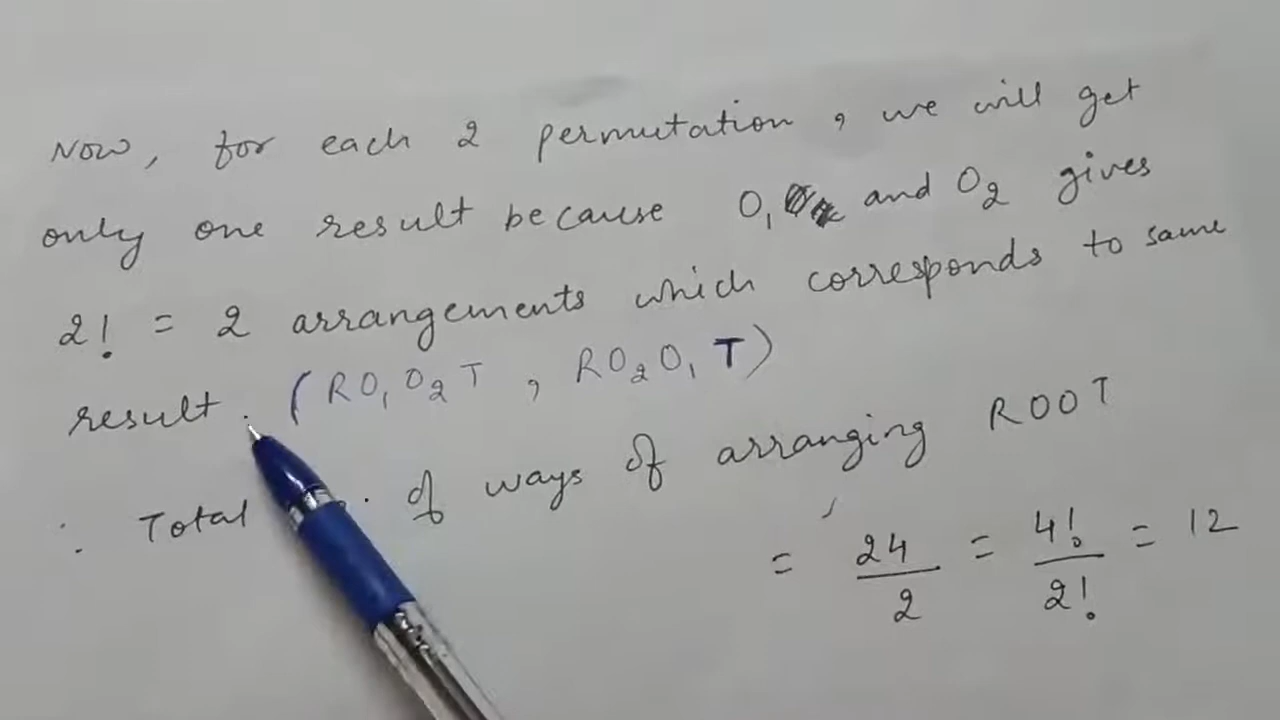 Now, for each 2 permutation, we will get
only one result because O₁ and O₂ gives
2! = 2 arrangements which corresponds to same
result. (RO₁O₂T, RO₂O₁T)
∴ Total of ways of arranging ROOT
= 24/2 = 4!/2! = 12